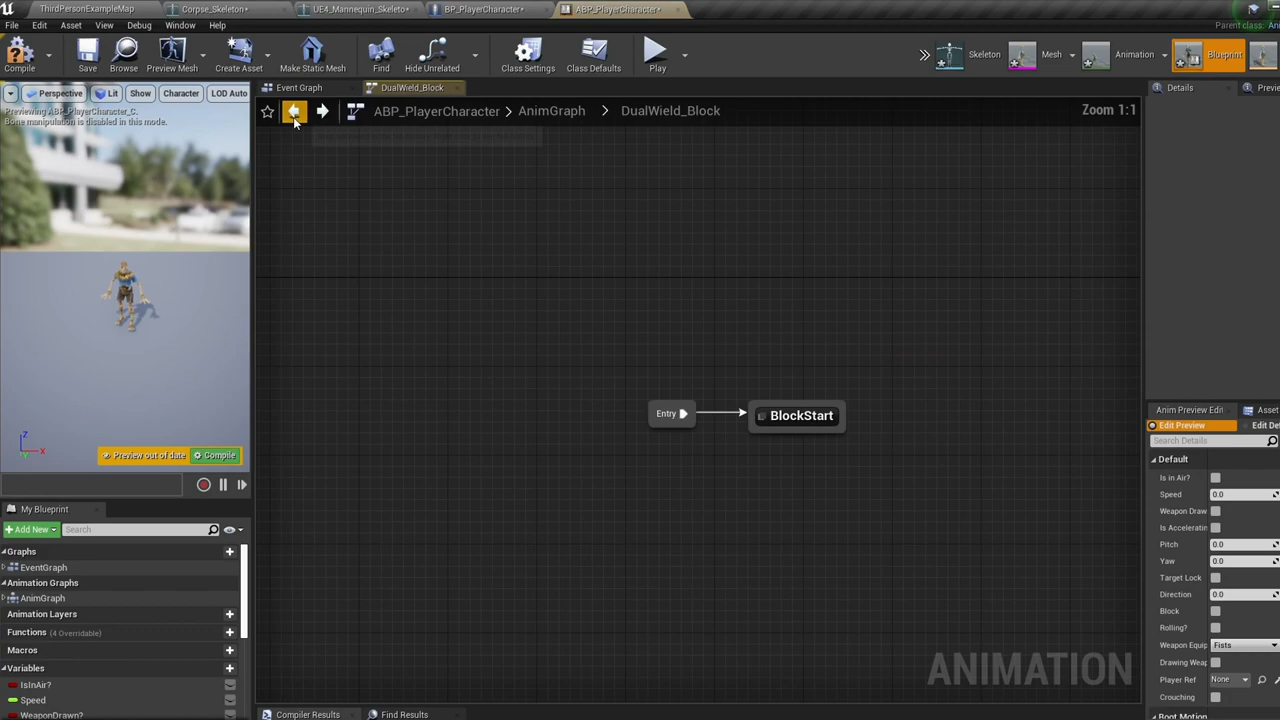 ThirdPersonExampleMap
Corpse_Skeleton*
UE4_Mannequin_Skeleto*
BP_PlayerCharacter*
ABP_PlayerCharacter*
File Edit Asset View Debug Window Help
Parent class:
Compile
Save
Browse
Preview Mesh
Create Asset
Make Static Mesh
Find
Hide Unrelated
Class Settings
Class Defaults
Play
Skeleton
Mesh
Animation
Blueprint
Event Graph
DualWield_Block
Details
Perspective
Lit
Show
Character
LOD Auto
Previewing ABP_PlayerCharacter_C.
Bone manipulation is disabled in this mode.
ABP_PlayerCharacter > AnimGraph > DualWield_Block
Zoom 1:1
Entry
BlockStart
Z
X
Preview out of date
Compile
My Blueprint
Add New
Search
Graphs
EventGraph
Animation Graphs
AnimGraph
Animation Layers
Functions (4 Overridable)
Macros
Variables
IsInAir?
Speed
WeaponDrawn?
ANIMATION
Compiler Results
Find Results
Anim Preview Edit
Asset
Edit Preview
Edit De
Search Details
Default
Is in Air?
Speed 0.0
Weapon Draw
Is Acceleratin
Pitch 0.0
Yaw 0.0
Target Lock
Direction 0.0
Block
Rolling?
Weapon Equip Fists
Drawing Weap
Player Ref None
Crouching
Root Motion